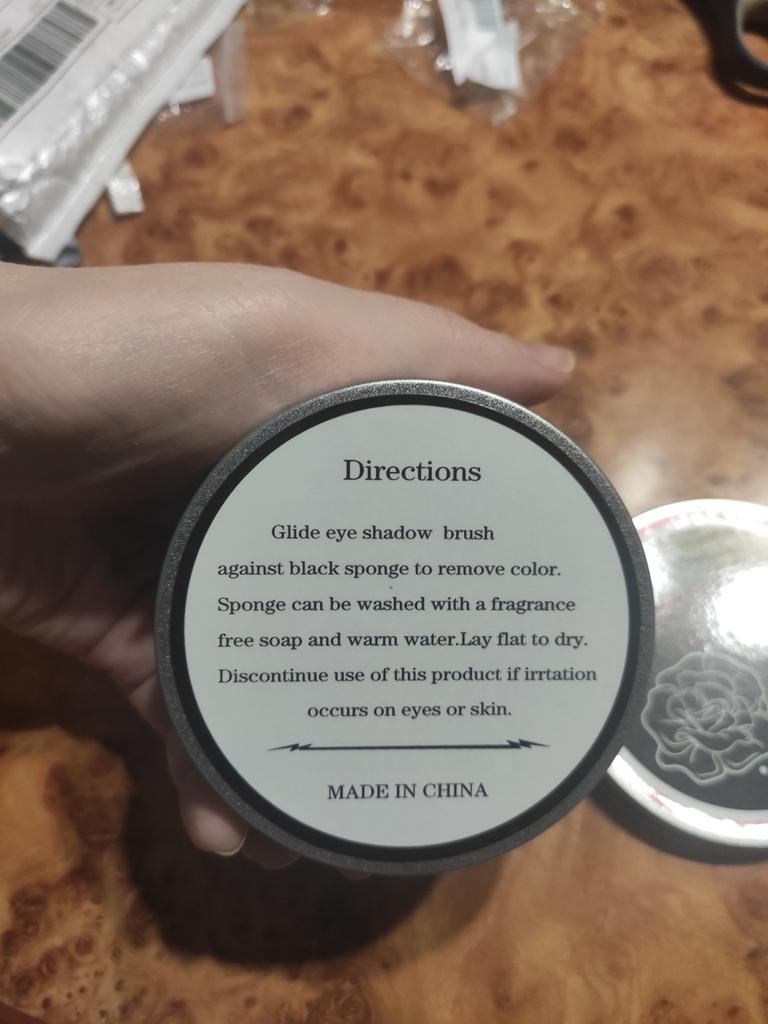 Directions
Glide eye shadow brush
against black sponge to remove color.
Sponge can be washed with a fragrance
free soap and warm water.Lay flat to dry.
Discontinue use of this product if irrtation
occurs on eyes or skin.
MADE IN CHINA